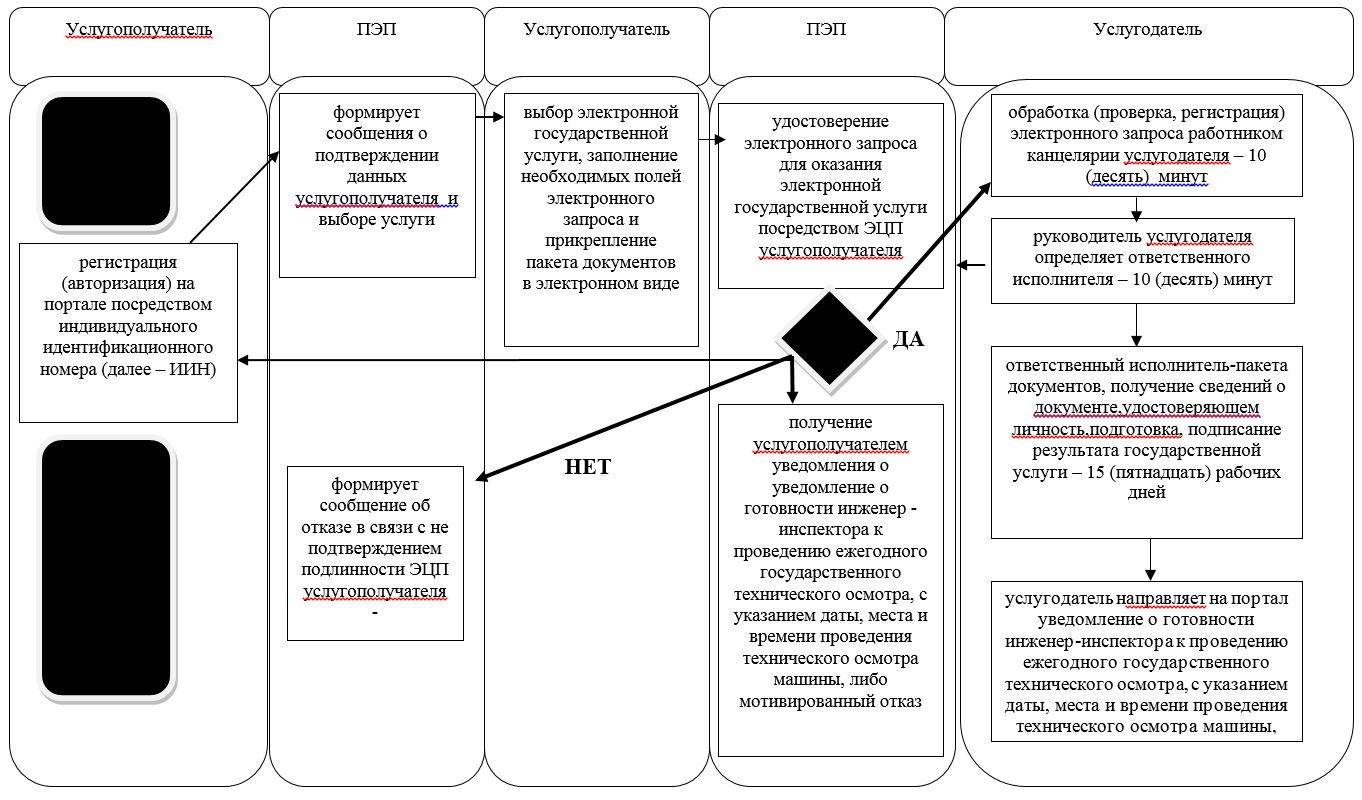 Услугополучатель
ПЭП
Услугополучатель
ПЭП
Услугодатель
регистрация
(авторизация) на
портале посредством
индивидуального
идентификационного
номера (далее – ИИН)
формирует
сообщения о
подтверждении
данных
услугополучателя и
выборе услуги
формирует
сообщение об
отказе в связи с не
подтверждением
подлинности ЭЦП
услугополучателя
-
выбор электронной
государственной
услуги, заполнение
необходимых полей
электронного
запроса и
прикрепление
пакета документов
в электронном виде
НЕТ
удостоверение
электронного запроса
для оказания
электронной
государственной услуги
посредством ЭЦП
услугополучателя
ДА
получение
услугополучателем
уведомления о
уведомление о
готовности инженер -
инспектора к
проведению ежегодного
государственного
технического осмотра, с
указанием даты, места и
времени проведения
технического осмотра
машины, либо
мотивированный отказ
обработка (проверка, регистрация)
электронного запроса работником
канцелярии услугодателя – 10
(десять) минут
руководитель услугодателя
определяет ответственного
исполнителя – 10 (десять) минут
ответственный исполнитель-пакета
документов, получение сведений о
документе,удостоверяющем
личность,подготовка, подписание
результата государственной
услуги – 15 (пятнадцать) рабочих
дней
услугодатель направляет на портал
уведомление о готовности
инженер-инспектора к проведению
ежегодного государственного
технического осмотра, с указанием
даты, места и времени проведения
технического осмотра машины,